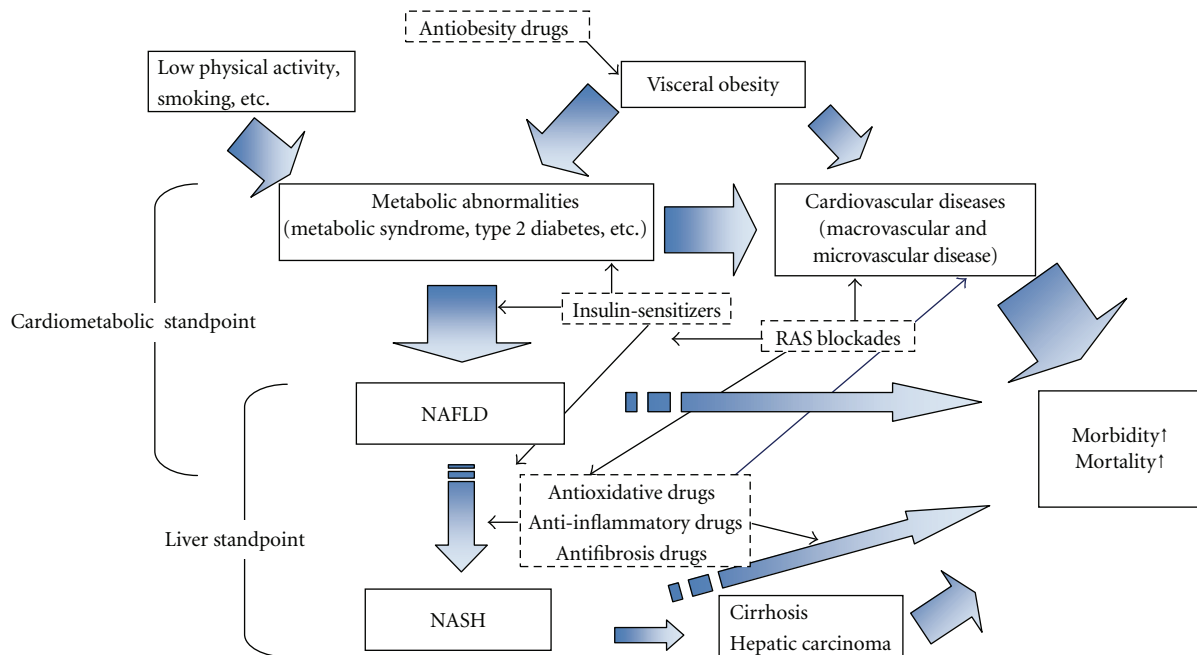 Antiobesity drugs
Low physical activity,
smoking, etc.
Visceral obesity
Metabolic abnormalities
(metabolic syndrome, type 2 diabetes, etc.)
Cardiovascular diseases
(macrovascular and
microvascular disease)
Cardiometabolic standpoint
Insulin-sensitizers
RAS blockades
NAFLD
Morbidity↑
Mortality↑
Antioxidative drugs
Anti-inflammatory drugs
Antifibrosis drugs
Liver standpoint
NASH
Cirrhosis
Hepatic carcinoma